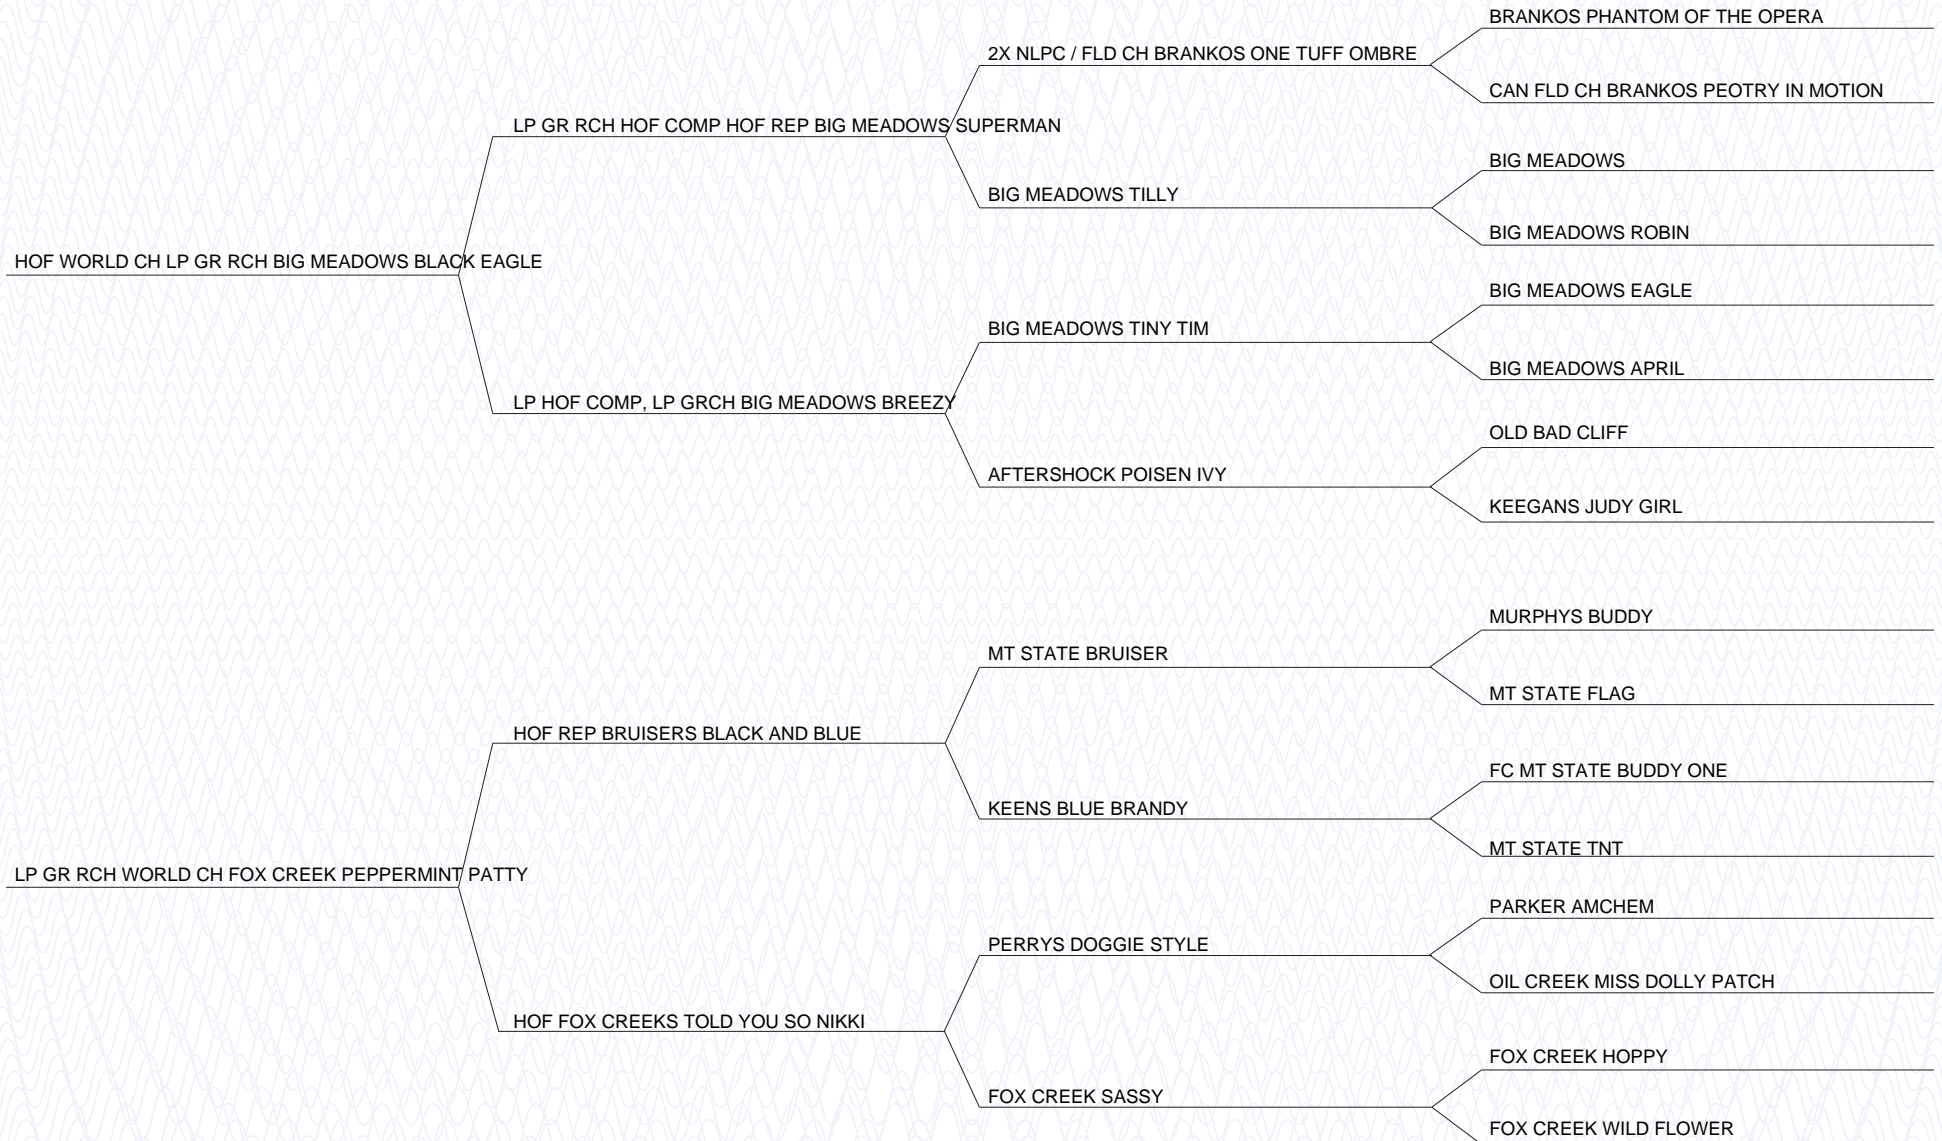 BRANKOS PHANTOM OF THE OPERA
2X NLPC / FLD CH BRANKOS ONE TUFF OMBRE
CAN FLD CH BRANKOS PEOTRY IN MOTION
LP GR RCH HOF COMP HOF REP BIG MEADOWS SUPERMAN
BIG MEADOWS
BIG MEADOWS TILLY
BIG MEADOWS ROBIN
HOF WORLD CH LP GR RCH BIG MEADOWS BLACK EAGLE
BIG MEADOWS EAGLE
BIG MEADOWS TINY TIM
BIG MEADOWS APRIL
LP HOF COMP, LP GRCH BIG MEADOWS BREEZY
OLD BAD CLIFF
AFTERSHOCK POISEN IVY
KEEGANS JUDY GIRL
MURPHYS BUDDY
MT STATE BRUISER
MT STATE FLAG
HOF REP BRUISERS BLACK AND BLUE
FC MT STATE BUDDY ONE
KEENS BLUE BRANDY
MT STATE TNT
LP GR RCH WORLD CH FOX CREEK PEPPERMINT PATTY
PARKER AMCHEM
PERRYS DOGGIE STYLE
OIL CREEK MISS DOLLY PATCH
HOF FOX CREEKS TOLD YOU SO NIKKI
FOX CREEK HOPPY
FOX CREEK SASSY
FOX CREEK WILD FLOWER